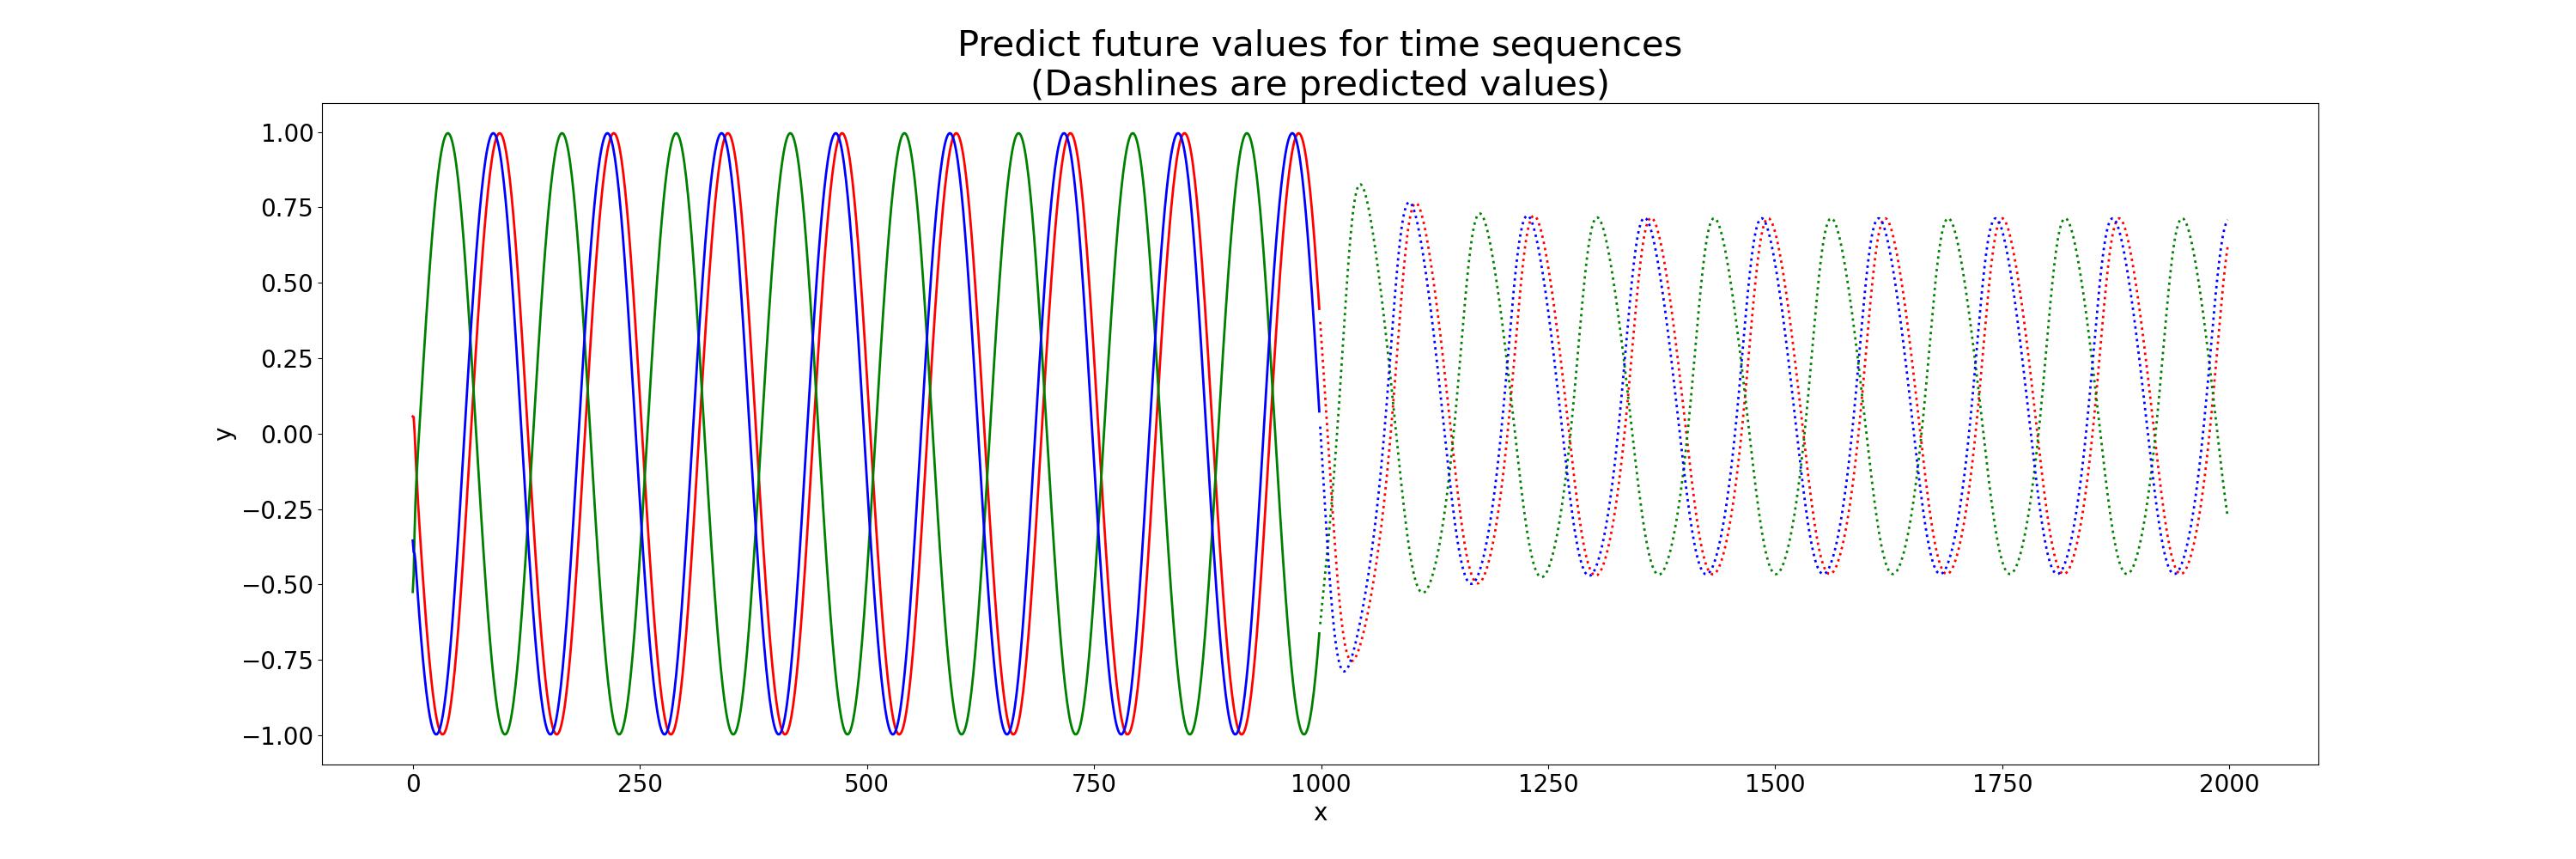 Predict future values for time sequences
(Dashlines are predicted values)
1.00
0.75
0.50
0.25
0.00
−0.25
−0.50
−0.75
−1.00
y
0 250 500 750 1000 1250 1500 1750 2000
x